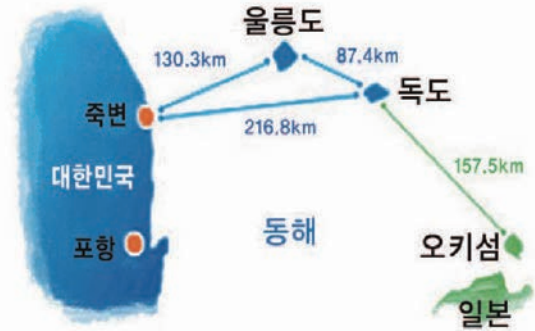 울릉도
130.3km
87.4km
독도
죽변
216.8km
대한민국
157.5km
포항
동해
오키섬
일본